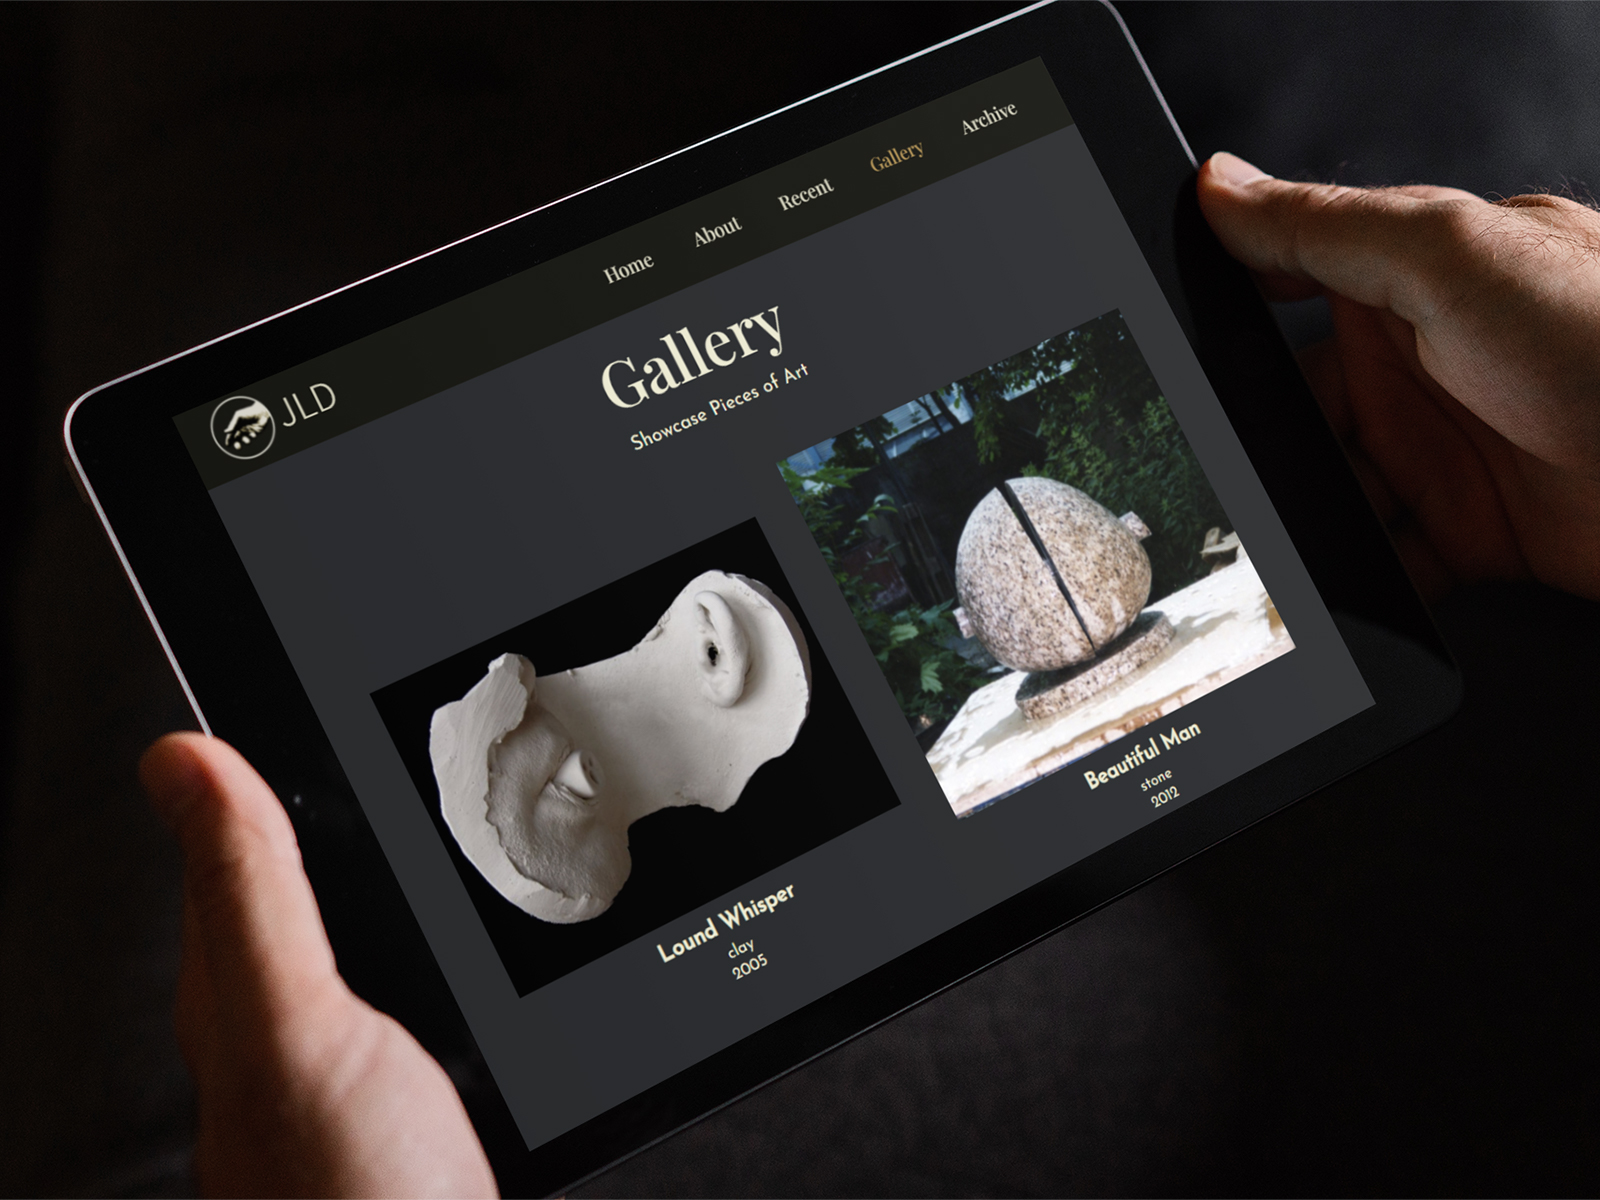 JLD
Home About Recent Gallery Archive
Gallery
Showcase Pieces of Art
Lound Whisper
clay
2005
Beautiful Man
stone
2012